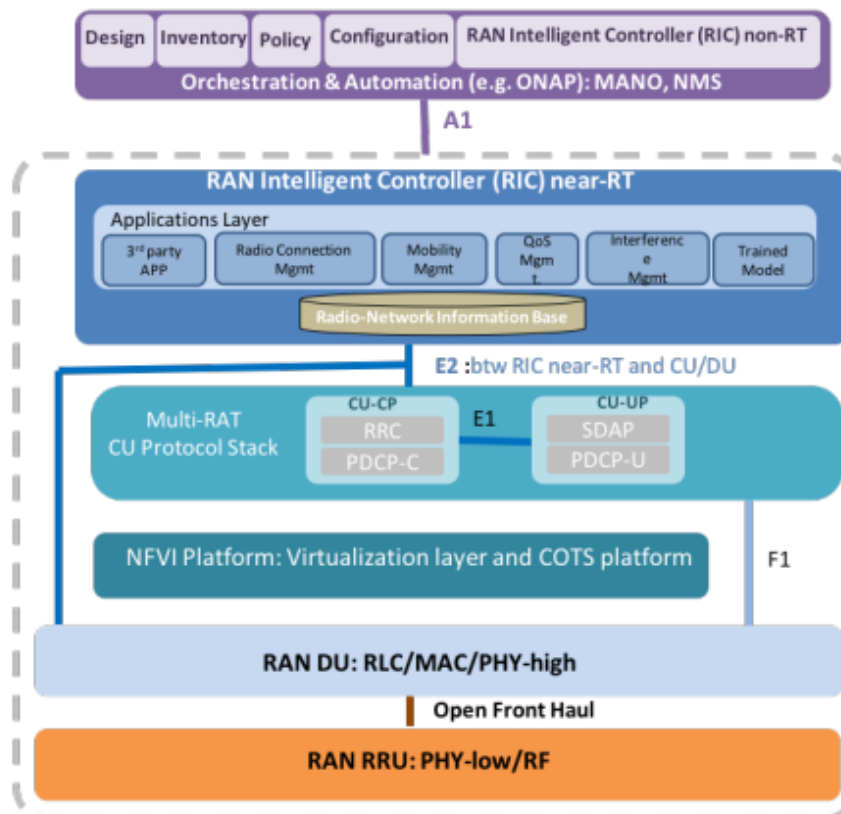 Design Inventory Policy Configuration RAN Intelligent Controller (RIC) non-RT
Orchestration & Automation (e.g. ONAP): MANO, NMS
A1
RAN Intelligent Controller (RIC) near-RT
Applications Layer
3rd party
APP
Radio Connection
Mgmt
Mobility
Mgmt
QoS
Mgm
t.
Interferenc
e
Mgmt
Trained
Model
Radio-Network Information Base
E2 :btw RIC near-RT and CU/DU
Multi-RAT
CU Protocol Stack
CU-CP
RRC
PDCP-C
E1
CU-UP
SDAP
PDCP-U
NFVI Platform: Virtualization layer and COTS platform
F1
RAN DU: RLC/MAC/PHY-high
Open Front Haul
RAN RRU: PHY-low/RF